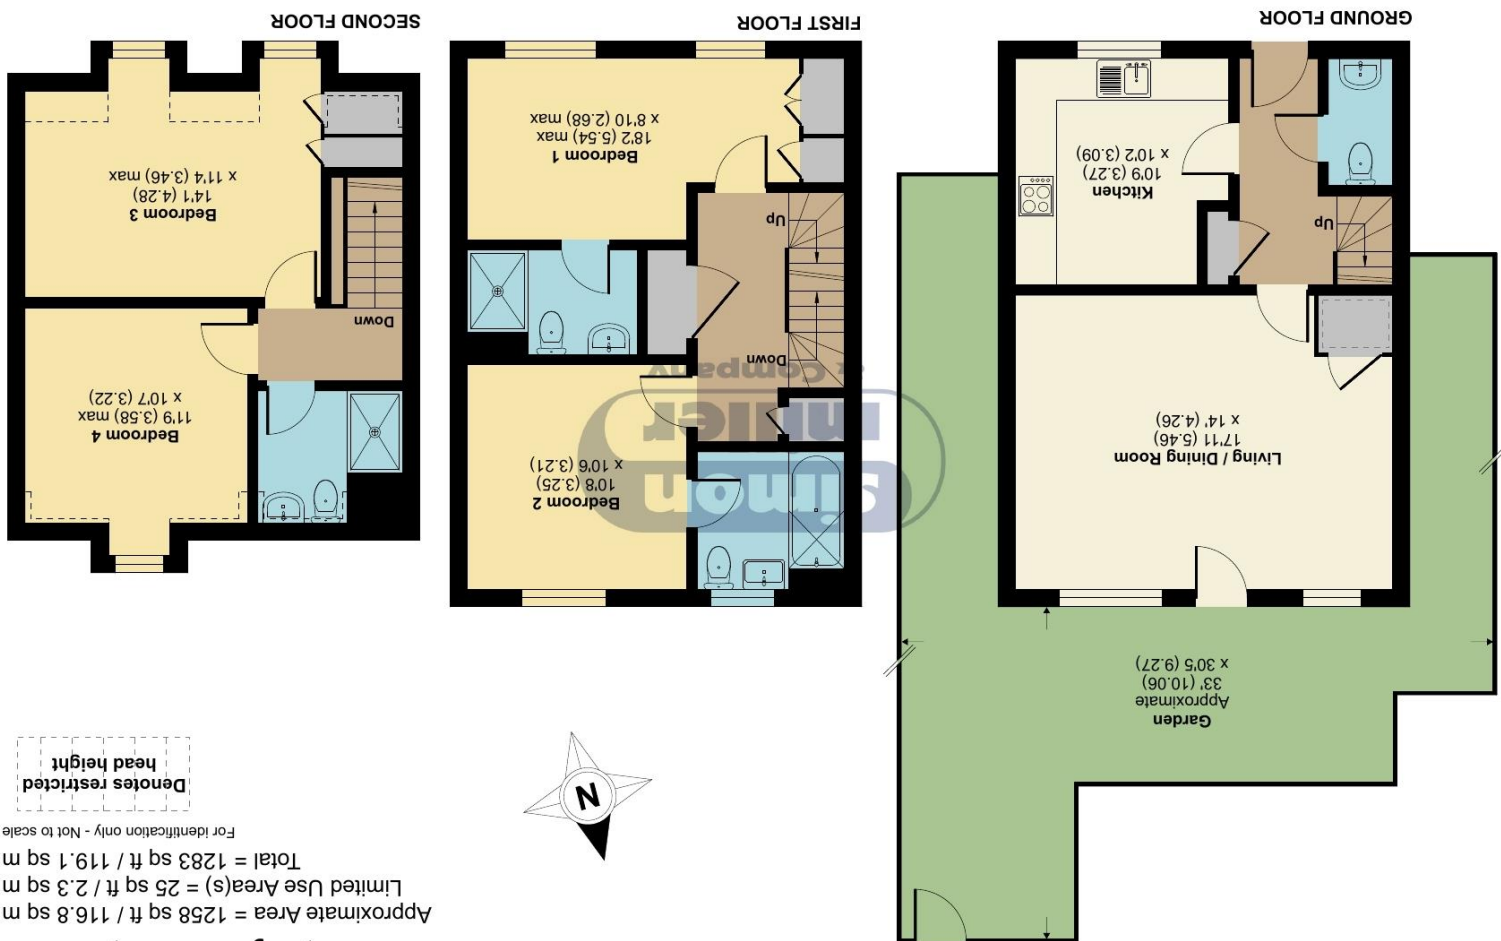 Approximate Area = 1258 sq ft / 116.8 sq m
Limited Use Area(s) = 25 sq ft / 2.3 sq m
Total = 1283 sq ft / 119.1 sq m
For identification only - Not to scale
Denotes restricted
head height
N
Garden
Approximate
33' (10.06)
x 30'5 (9.27)
Living / Dining Room
17'11 (5.46)
x 14' (4.26)
Up
Kitchen
10'9 (3.27)
x 10'2 (3.09)
GROUND FLOOR
Bedroom 2
10'8 (3.25)
x 10'6 (3.21)
simon
miller
& Company
Down
Up
Bedroom 1
18'2 (5.54) max
x 8'10 (2.68) max
FIRST FLOOR
Bedroom 4
11'9 (3.58) max
x 10'7 (3.22)
Down
Bedroom 3
14'1 (4.28)
x 11'4 (3.46) max
SECOND FLOOR